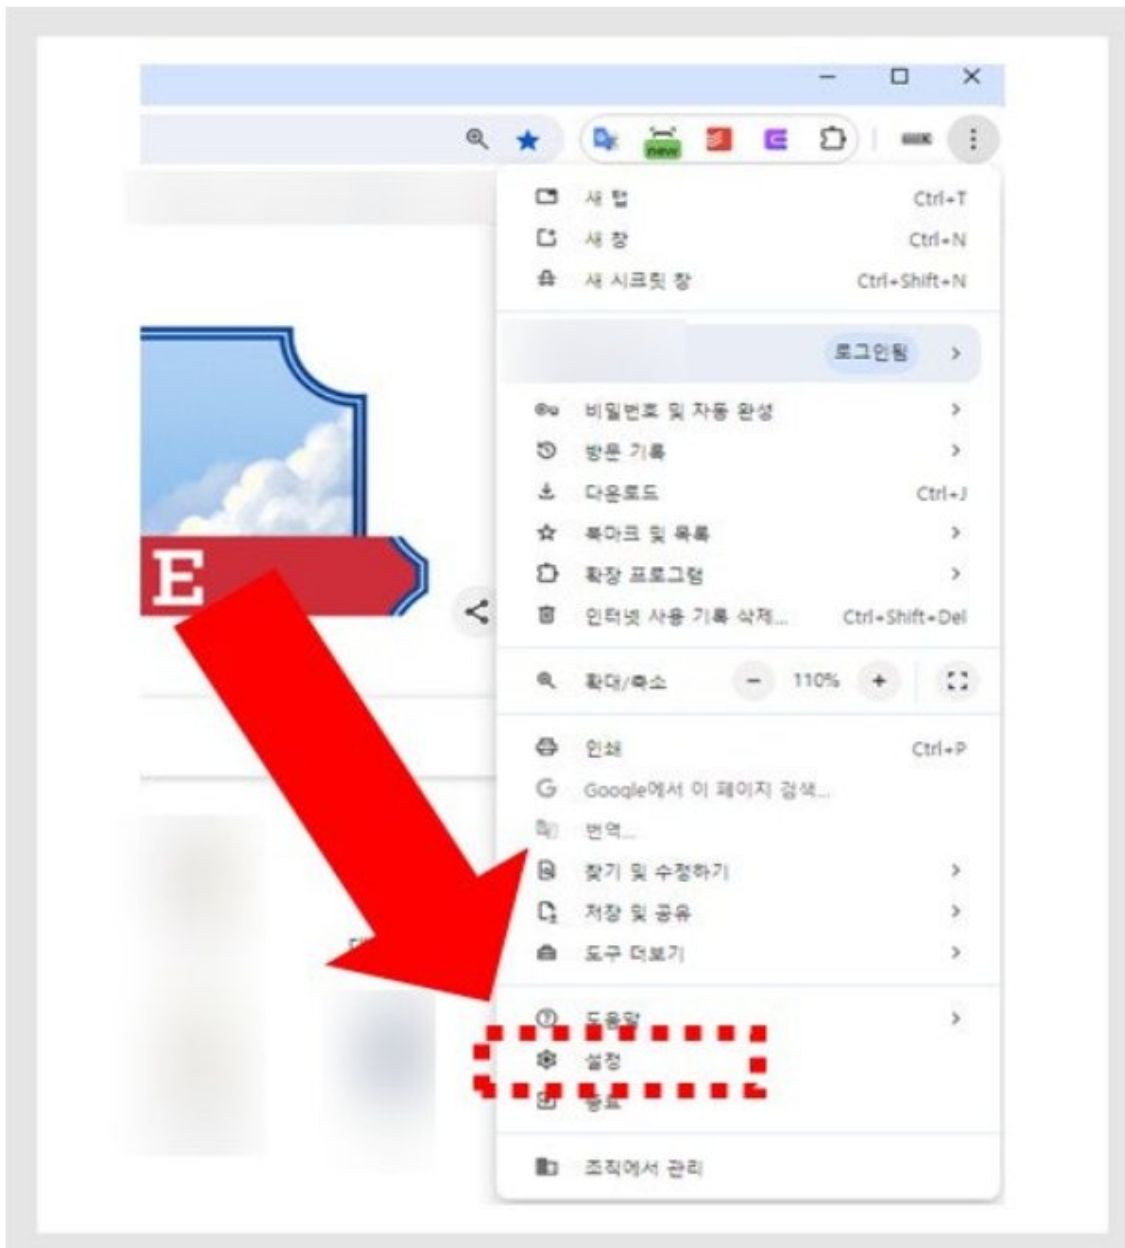 new
새 탭 Ctrl+T
새 창 Ctrl+N
새 시크릿 창 Ctrl+Shift+N
로그인됨
비밀번호 및 자동 완성
방문 기록
다운로드 Ctrl+J
북마크 및 목록
확장 프로그램
E
인터넷 사용 기록 삭제... Ctrl+Shift+Del
확대/축소 - 110% +
인쇄 Ctrl+P
G Google에서 이 페이지 검색...
번역...
찾기 및 수정하기
저장 및 공유
도구 더보기
도움말
설정
종료
조직에서 관리